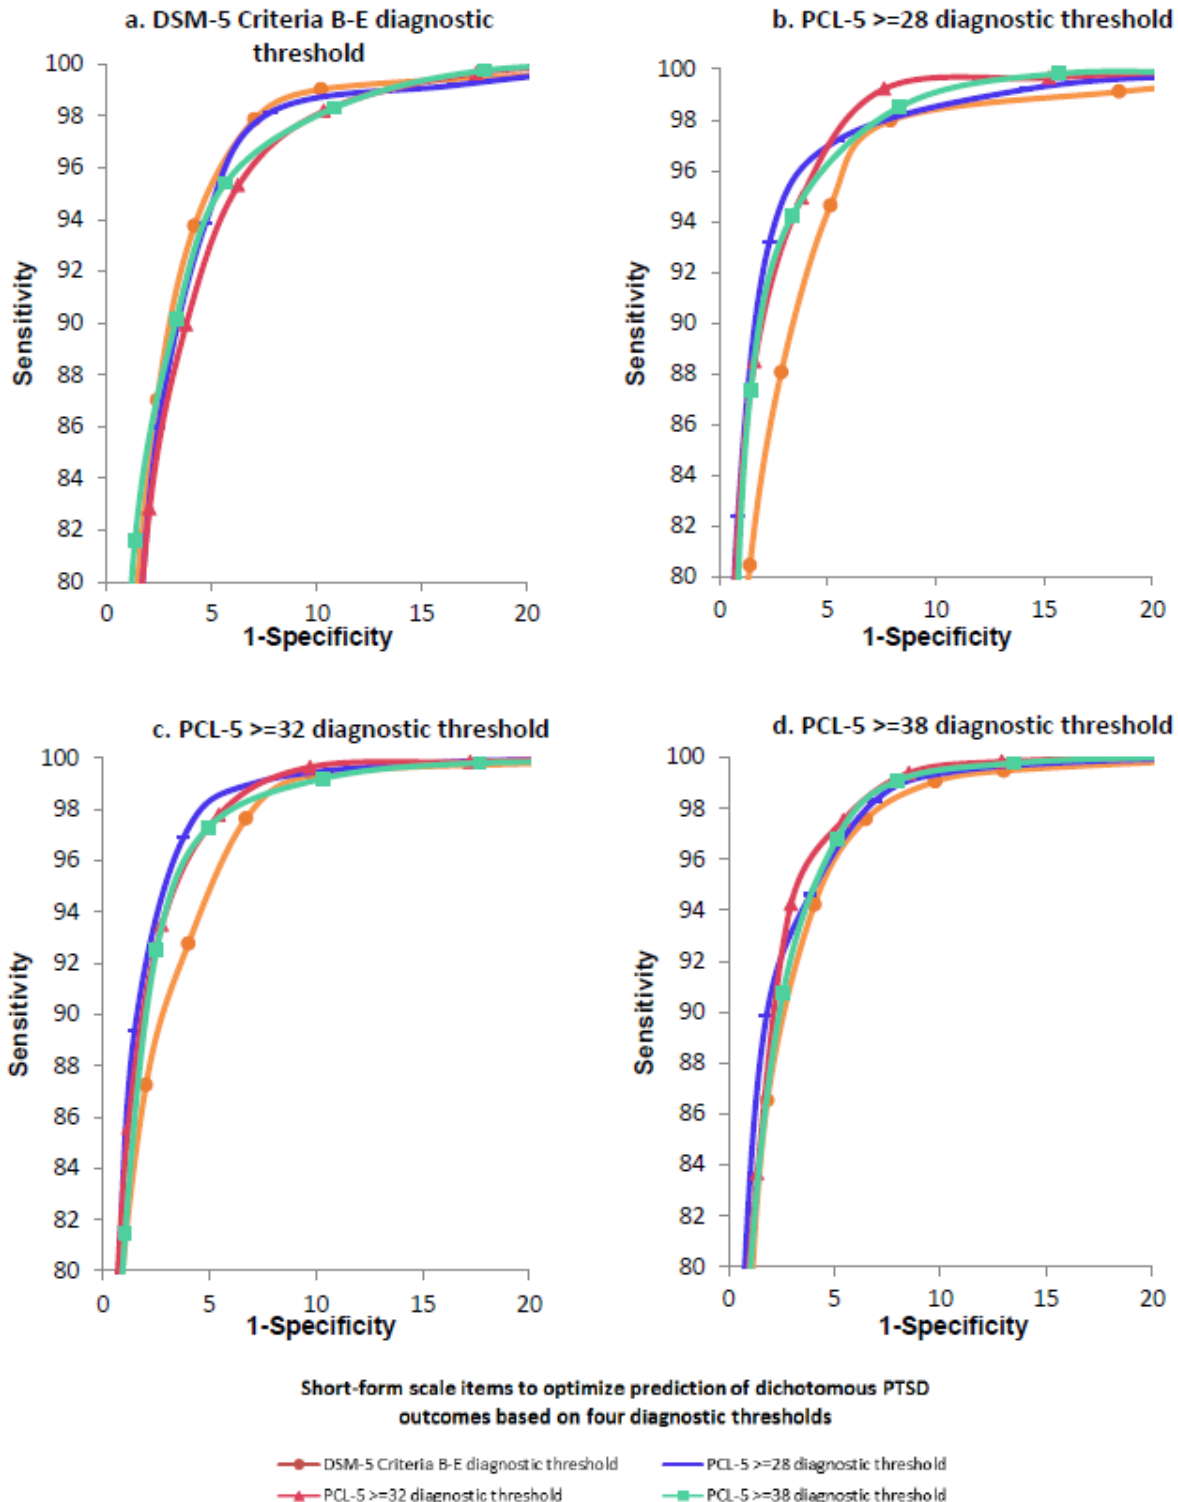 a. DSM-5 Criteria B-E diagnostic
threshold
100
98
96
94
92
90
88
86
84
82
80
Sensitivity
0 5 10 15 20
1-Specificity
b. PCL-5 >=28 diagnostic threshold
100
98
96
94
92
90
88
86
84
82
80
Sensitivity
0 5 10 15 20
1-Specificity
c. PCL-5 >=32 diagnostic threshold
100
98
96
94
92
90
88
86
84
82
80
Sensitivity
0 5 10 15 20
1-Specificity
d. PCL-5 >=38 diagnostic threshold
100
98
96
94
92
90
88
86
84
82
80
Sensitivity
0 5 10 15 20
1-Specificity
Short-form scale items to optimize prediction of dichotomous PTSD
outcomes based on four diagnostic thresholds
DSM-5 Criteria B-E diagnostic threshold
PCL-5 >=28 diagnostic threshold
PCL-5 >=32 diagnostic threshold
PCL-5 >=38 diagnostic threshold